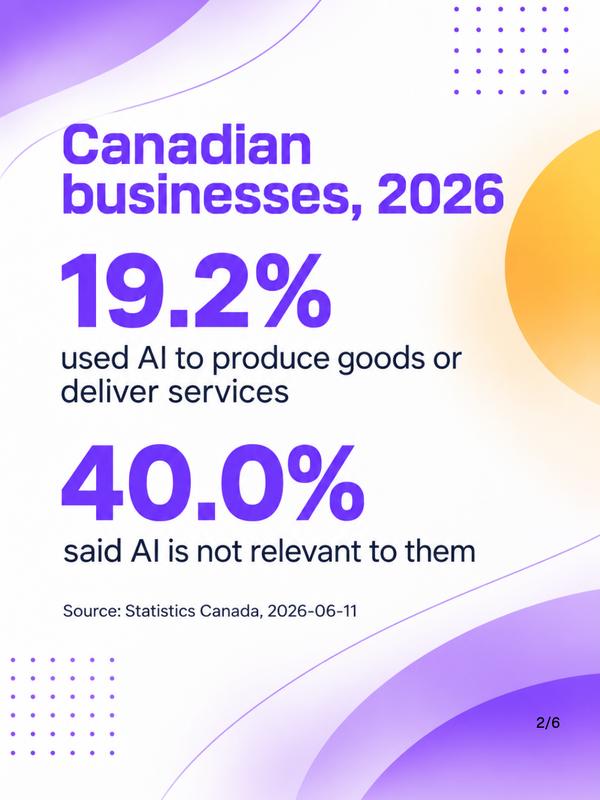 Canadian
businesses, 2026
19.2%
used AI to produce goods or
deliver services
40.0%
said AI is not relevant to them
Source: Statistics Canada, 2026-06-11
2/6